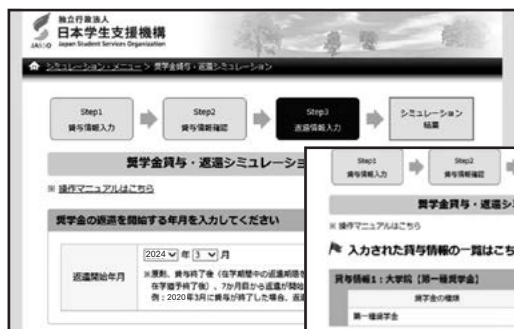 独立行政法人
日本学生支援機構
JASSO Japan Student Services Organization
シミュレーション・メニュー > 奨学金貸与・返還シミュレーション
Step1
貸与情報入力
Step2
貸与情報確認
Step3
返還情報入力
シミュレーション
結果
奨学金貸与・返還シミュレーショ
※ 操作マニュアルはこちら
奨学金の返還を開始する年月を入力してください
返還開始年月
2024 年 3 月
※原則、貸与終了後(在学期間中の返還期限を
在学猶予終了後)、7か月目から返還が開始
例:2020年3月に貸与が終了した場合、返還
Step1
貸与情報入力
Step2
貸与情報確認
奨学金貸与・返還シ
※ 操作マニュアルはこちら
入力された貸与情報の一覧はこち
貸与情報1:大学院 [第一種奨学金]
奨学金の種類
第一種奨学金